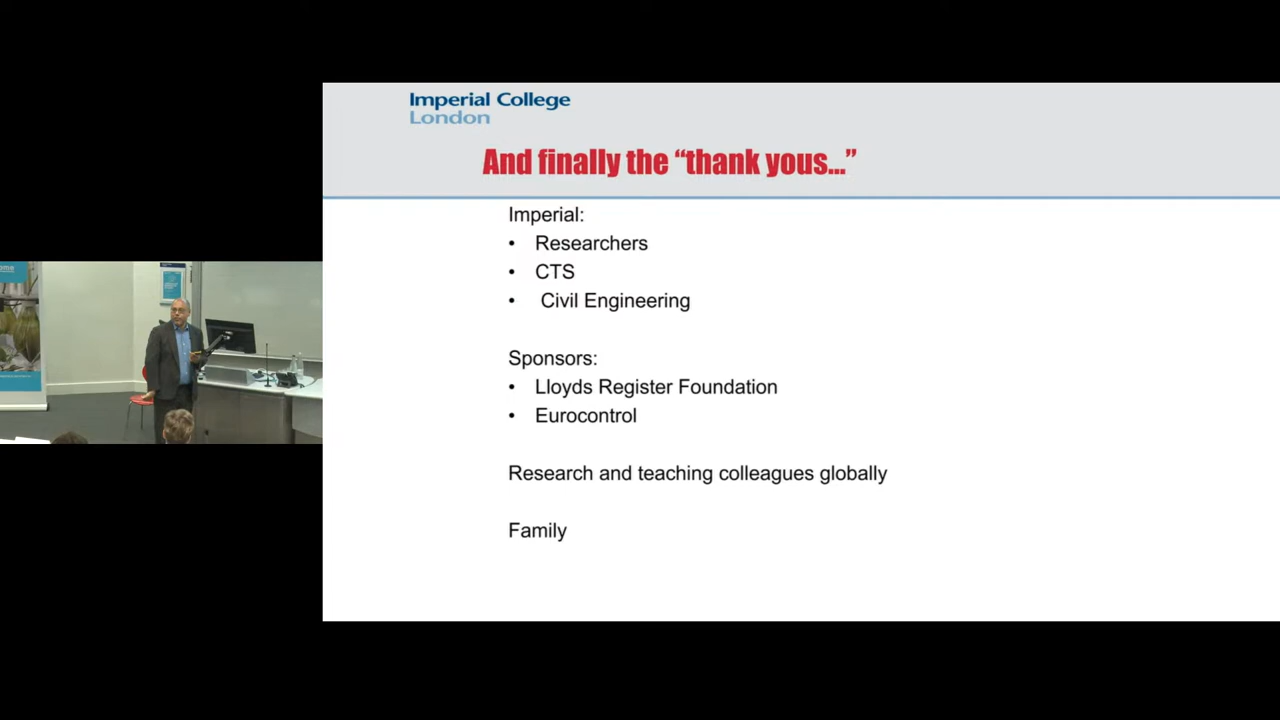 Imperial College
London
And finally the “thank yous...”
Imperial:
• Researchers
• CTS
• Civil Engineering
Sponsors:
• Lloyds Register Foundation
• Eurocontrol
Research and teaching colleagues globally
Family